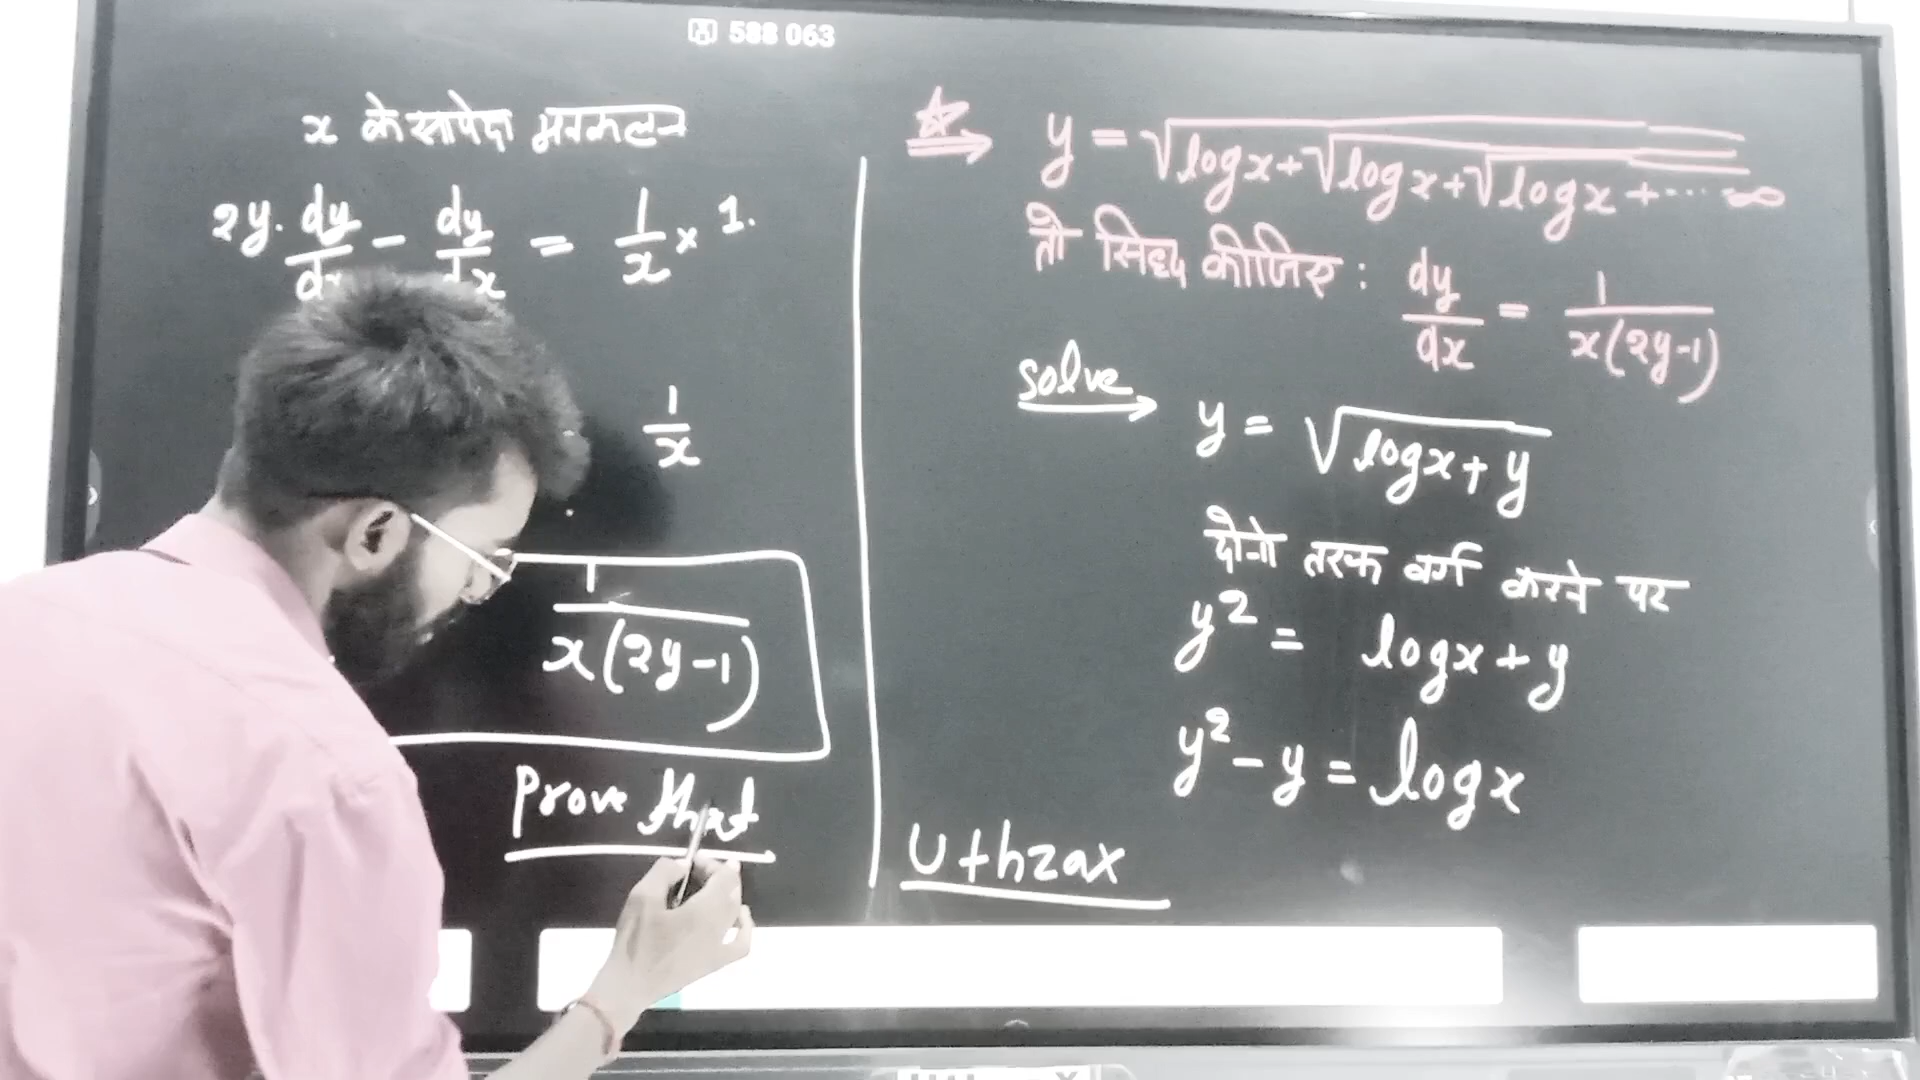 588 063
y = √logx+√logx+√logx+....∞
तो सिद्ध कीजिए : dy/dx = 1/x(2y-1)
solve
y = √logx+y
दोनो तरफ वर्ग करने पर
y² = logx+y
y²-y = logx
Uthzax
x के सापेक्ष अवकलन
2y. dy/dx - dy/dx = 1/x × 1.
1/x
1/x(2y-1)
Prove that